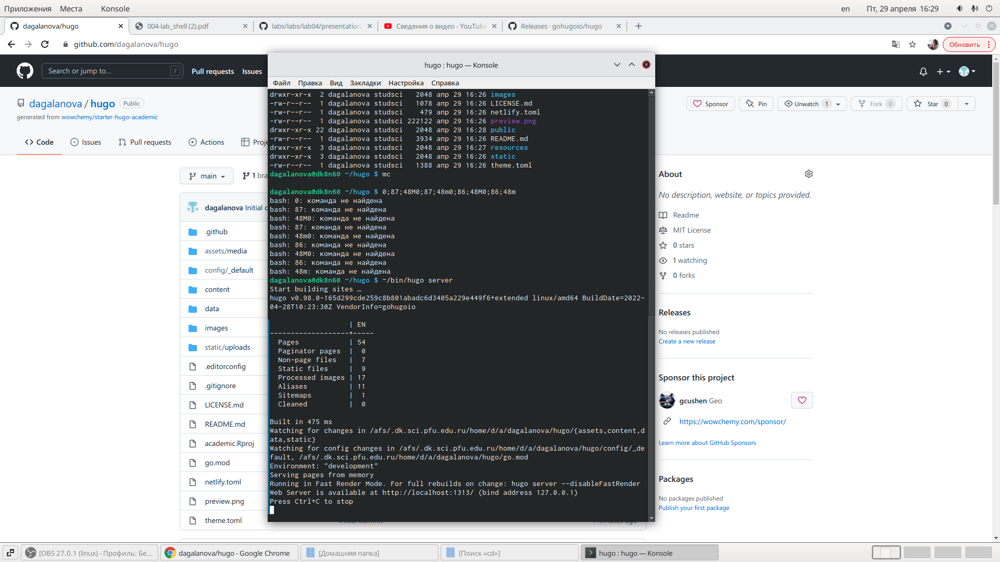 Приложения Места Konsole en Пт, 29 апреля 16:29
dagalanova/hugo 004-lab_shell (2).pdf labs/labs/lab04/presentation Сведения о видео - YouTube Releases · gohugoio/hugo
github.com/dagalanova/hugo Обновить
Search or jump to... / Pull requests Issues
hugo : hugo — Konsole
Файл Правка Вид Закладки Настройка Справка
dagalanova / hugo Public
generated from wowchemy/starter-hugo-academic
Sponsor Pin Unwatch 1 Fork 0 Star 0
Code Issues Pull requests Actions Proje
main 1 bra
dagalanova Initial c
.github
assets/media
config/_default
content
data
images
static/uploads
.editorconfig
.gitignore
LICENSE.md
README.md
academic.Rproj
go.mod
netlify.toml
preview.png
theme.toml
drwxr-xr-x 2 dagalanova studsci 2048 апр 29 16:26 images
-rw-r--r-- 1 dagalanova studsci 1078 апр 29 16:26 LICENSE.md
-rw-r--r-- 1 dagalanova studsci 479 апр 29 16:26 netlify.toml
-rw-r--r-- 1 dagalanova studsci 222122 апр 29 16:26 preview.png
drwxr-xr-x 22 dagalanova studsci 2048 апр 29 16:28 public
-rw-r--r-- 1 dagalanova studsci 3934 апр 29 16:26 README.md
drwxr-xr-x 3 dagalanova studsci 2048 апр 29 16:27 resources
drwxr-xr-x 3 dagalanova studsci 2048 апр 29 16:26 static
-rw-r--r-- 1 dagalanova studsci 1388 апр 29 16:26 theme.toml
dagalanova@dk8n60 ~/hugo $ mc
dagalanova@dk8n60 ~/hugo $ 0;87;48M0;87;48m0;86;48M0;86;48m
bash: 0: команда не найдена
bash: 87: команда не найдена
bash: 48M0: команда не найдена
bash: 87: команда не найдена
bash: 48m0: команда не найдена
bash: 86: команда не найдена
bash: 48M0: команда не найдена
bash: 86: команда не найдена
bash: 48m: команда не найдена
dagalanova@dk8n60 ~/hugo $ ~/bin/hugo server
Start building sites …
hugo v0.98.0-165d299cde259c8b801abadc6d3405a229e449f6+extended linux/amd64 BuildDate=2022-
04-28T10:23:30Z VendorInfo=gohugoio
| EN
-------------------+-----
Pages | 54
Paginator pages | 0
Non-page files | 7
Static files | 9
Processed images | 17
Aliases | 11
Sitemaps | 1
Cleaned | 0
Built in 475 ms
Watching for changes in /afs/.dk.sci.pfu.edu.ru/home/d/a/dagalanova/hugo/{assets,content,d
ata,static}
Watching for config changes in /afs/.dk.sci.pfu.edu.ru/home/d/a/dagalanova/hugo/config/_de
fault, /afs/.dk.sci.pfu.edu.ru/home/d/a/dagalanova/hugo/go.mod
Environment: "development"
Serving pages from memory
Running in Fast Render Mode. For full rebuilds on change: hugo server --disableFastRender
Web Server is available at http://localhost:1313/ (bind address 127.0.0.1)
Press Ctrl+C to stop
About
No description, website, or topics provided.
Readme
MIT License
0 stars
1 watching
0 forks
Releases
No releases published
Create a new release
Sponsor this project
gcushen Geo
https://wowchemy.com/sponsor/
Learn more about GitHub Sponsors
Packages
No packages published
Publish your first package
[OBS 27.0.1 (linux) - Профиль: Бе... dagalanova/hugo - Google Chrome [Домашняя папка] [Поиск «cd»] hugo : hugo — Konsole